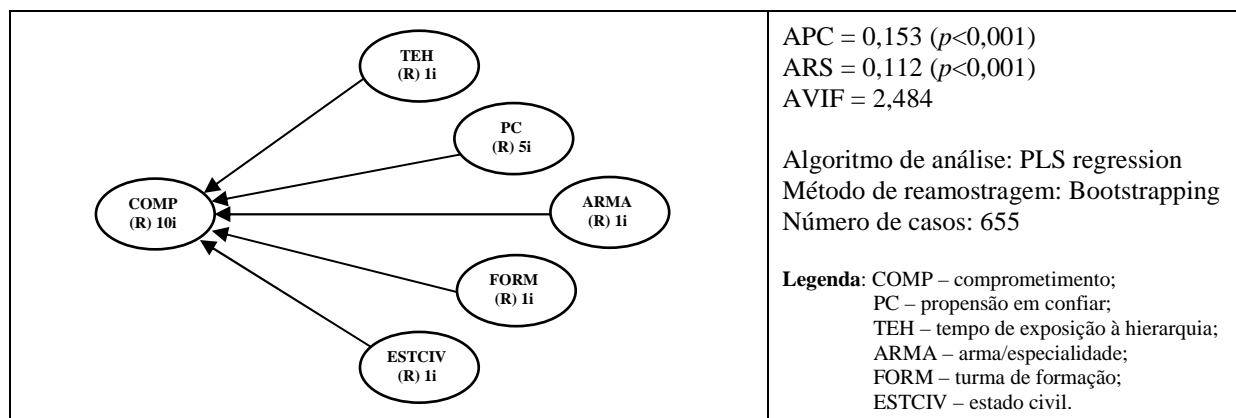 TEH
(R) 1i
PC
(R) 5i
COMP
(R) 10i
ARMA
(R) 1i
FORM
(R) 1i
ESTCIV
(R) 1i
APC = 0,153 (p<0,001)
ARS = 0,112 (p<0,001)
AVIF = 2,484
Algoritmo de análise: PLS regression
Método de reamostragem: Bootstrapping
Número de casos: 655
Legenda: COMP – comprometimento;
PC – propensão em confiar;
TEH – tempo de exposição à hierarquia;
ARMA – arma/especialidade;
FORM – turma de formação;
ESTCIV – estado civil.